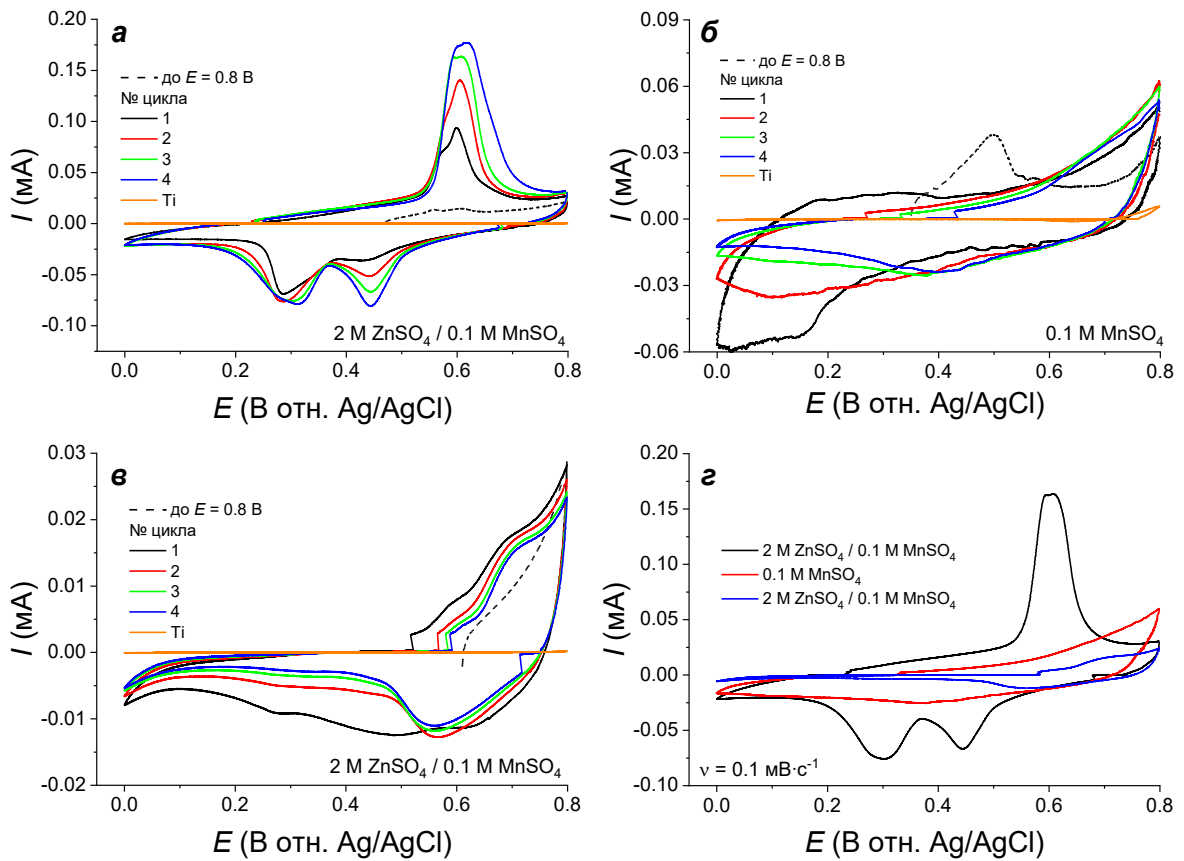 а
I (мА)
0.20
0.15
0.10
0.05
0.00
-0.05
-0.10
до E = 0.8 В
№ цикла
1
2
3
4
Ti
2 M ZnSO₄ / 0.1 M MnSO₄
0.0 0.2 0.4 0.6 0.8
E (В отн. Ag/AgCl)
б
I (мА)
0.09
0.06
0.03
0.00
-0.03
-0.06
до E = 0.8 В
№ цикла
1
2
3
4
Ti
0.1 M MnSO₄
0.0 0.2 0.4 0.6 0.8
E (В отн. Ag/AgCl)
в
I (мА)
0.03
0.02
0.01
0.00
-0.01
-0.02
до E = 0.8 В
№ цикла
1
2
3
4
Ti
2 M ZnSO₄ / 0.1 M MnSO₄
0.0 0.2 0.4 0.6 0.8
E (В отн. Ag/AgCl)
г
I (мА)
0.20
0.15
0.10
0.05
0.00
-0.05
-0.10
2 M ZnSO₄ / 0.1 M MnSO₄
0.1 M MnSO₄
2 M ZnSO₄ / 0.1 M MnSO₄
ν = 0.1 мВ·с⁻¹
0.0 0.2 0.4 0.6 0.8
E (В отн. Ag/AgCl)